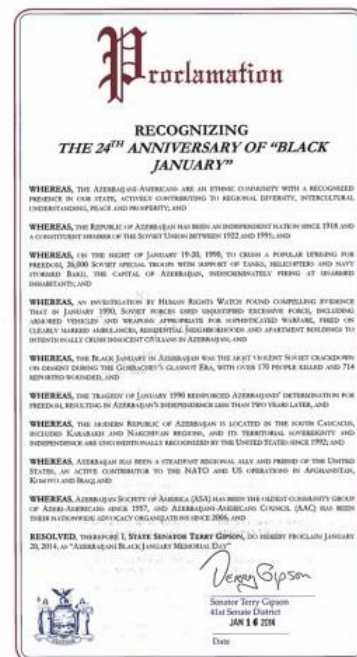 Proclamation
RECOGNIZING
THE 24TH ANNIVERSARY OF "BLACK
JANUARY"
WHEREAS, THE AZERBAIJANI-AMERICANS ARE AN ETHNIC COMMUNITY WITH A RECOGNIZED
PRESENCE IN OUR STATE, ACTIVELY CONTRIBUTING TO REGIONAL DIVERSITY, INTERCULTURAL
UNDERSTANDING, PEACE AND PROSPERITY; AND
WHEREAS, THE REPUBLIC OF AZERBAIJAN HAS BEEN AN INDEPENDENT NATION SINCE 1918 AND
A CONSTITUENT MEMBER OF THE SOVIET UNION BETWEEN 1922 AND 1991; AND
WHEREAS, ON THE NIGHT OF JANUARY 19-20, 1990, TO CRUSH A POPULAR UPRISING FOR
FREEDOM, 26,000 SOVIET SPECIAL TROOPS WITH SUPPORT OF TANKS, HELICOPTERS AND NAVY
STORMED BAKU, THE CAPITAL OF AZERBAIJAN, INDISCRIMINATELY FIRING AT UNARMED
INHABITANTS; AND
WHEREAS, AN INVESTIGATION BY HUMAN RIGHTS WATCH FOUND COMPELLING EVIDENCE
THAT IN JANUARY 1990, SOVIET FORCES USED UNJUSTIFIED EXCESSIVE FORCE, INCLUDING
ARMORED VEHICLES AND WEAPONS APPROPRIATE FOR SOPHISTICATED WARFARE, FIRED ON
CLEARLY MARKED AMBULANCES, RESIDENTIAL NEIGHBORHOODS AND APARTMENT BUILDINGS TO
INTENTIONALLY CRUSH INNOCENT CIVILIANS IN AZERBAIJAN; AND
WHEREAS, THE BLACK JANUARY IN AZERBAIJAN WAS THE MOST VIOLENT SOVIET CRACKDOWN
ON DISSENT DURING THE GORBACHEV'S GLASNOT ERA, WITH OVER 170 PEOPLE KILLED AND 714
REPORTED WOUNDED, AND
WHEREAS, THE TRAGEDY OF JANUARY 1990 REINFORCED AZERBAIJANIS' DETERMINATION FOR
FREEDOM, RESULTING IN AZERBAIJAN'S INDEPENDENCE LESS THAN TWO YEARS LATER, AND
WHEREAS, THE MODERN REPUBLIC OF AZERBAIJAN IS LOCATED IN THE SOUTH CAUCASUS,
INCLUDES KARABAKH AND NAKCHIVAN REGIONS, AND ITS TERRITORIAL SOVEREIGNTY AND
INDEPENDENCE ARE UNCONDITIONALLY RECOGNIZED BY THE UNITED STATES SINCE 1992; AND
WHEREAS, AZERBAIJAN HAS BEEN A STEADFAST REGIONAL ALLY AND FRIEND OF THE UNITED
STATES, AN ACTIVE CONTRIBUTOR TO THE NATO AND US OPERATIONS IN AFGHANISTAN,
KOSOVO AND IRAQ; AND
WHEREAS, AZERBAIJAN SOCIETY OF AMERICA (ASA) HAS BEEN THE OLDEST COMMUNITY GROUP
OF AZERI-AMERICANS SINCE 1957, AND AZERBAIJANI-AMERICANS COUNCIL (AAC) HAS BEEN
THEIR NATIONWIDE ADVOCACY ORGANIZATIONS SINCE 2006; AND
RESOLVED, THEREFORE I, STATE SENATOR TERRY GIPSON, DO HEREBY PROCLAIM JANUARY
20, 2014, AS "AZERBAIJANI BLACK JANUARY MEMORIAL DAY"
Terry Gipson
Senator Terry Gipson
41st Senate District
JAN 16 2014
Date